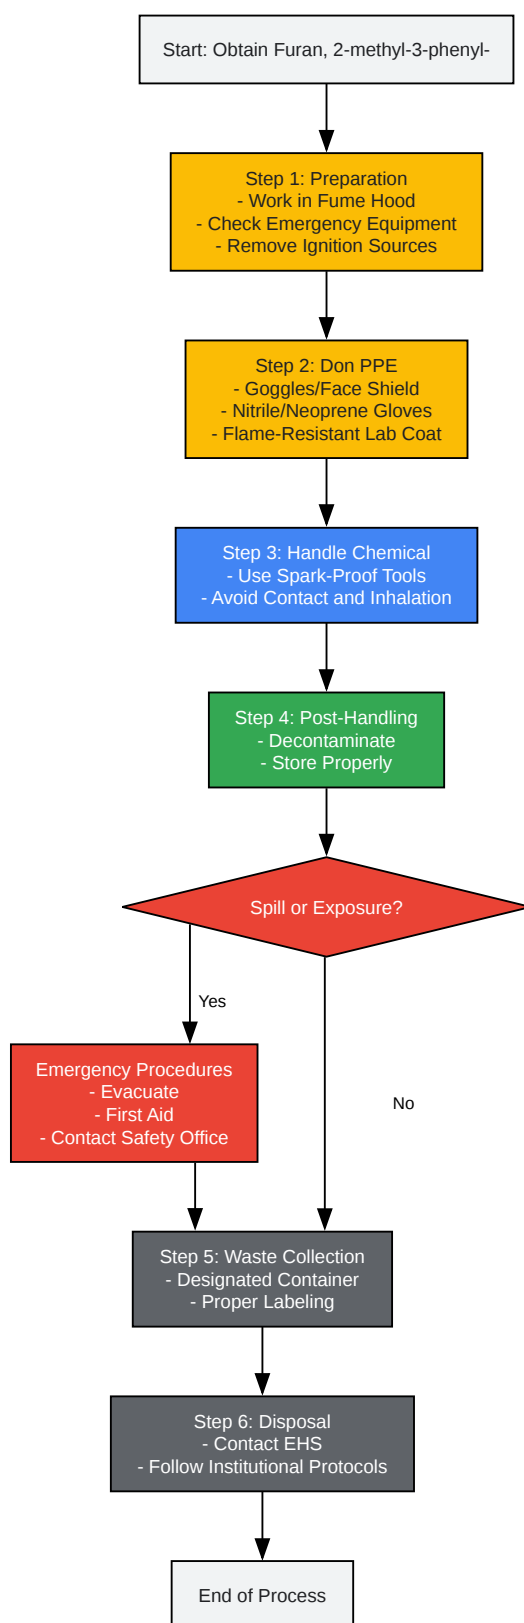 Start: Obtain Furan, 2-methyl-3-phenyl-
Step 1: Preparation
- Work in Fume Hood
- Check Emergency Equipment
- Remove Ignition Sources
Step 2: Don PPE
- Goggles/Face Shield
- Nitrile/Neoprene Gloves
- Flame-Resistant Lab Coat
Step 3: Handle Chemical
- Use Spark-Proof Tools
- Avoid Contact and Inhalation
Step 4: Post-Handling
- Decontaminate
- Store Properly
Spill or Exposure?
Yes
Emergency Procedures
- Evacuate
- First Aid
- Contact Safety Office
No
Step 5: Waste Collection
- Designated Container
- Proper Labeling
Step 6: Disposal
- Contact EHS
- Follow Institutional Protocols
End of Process